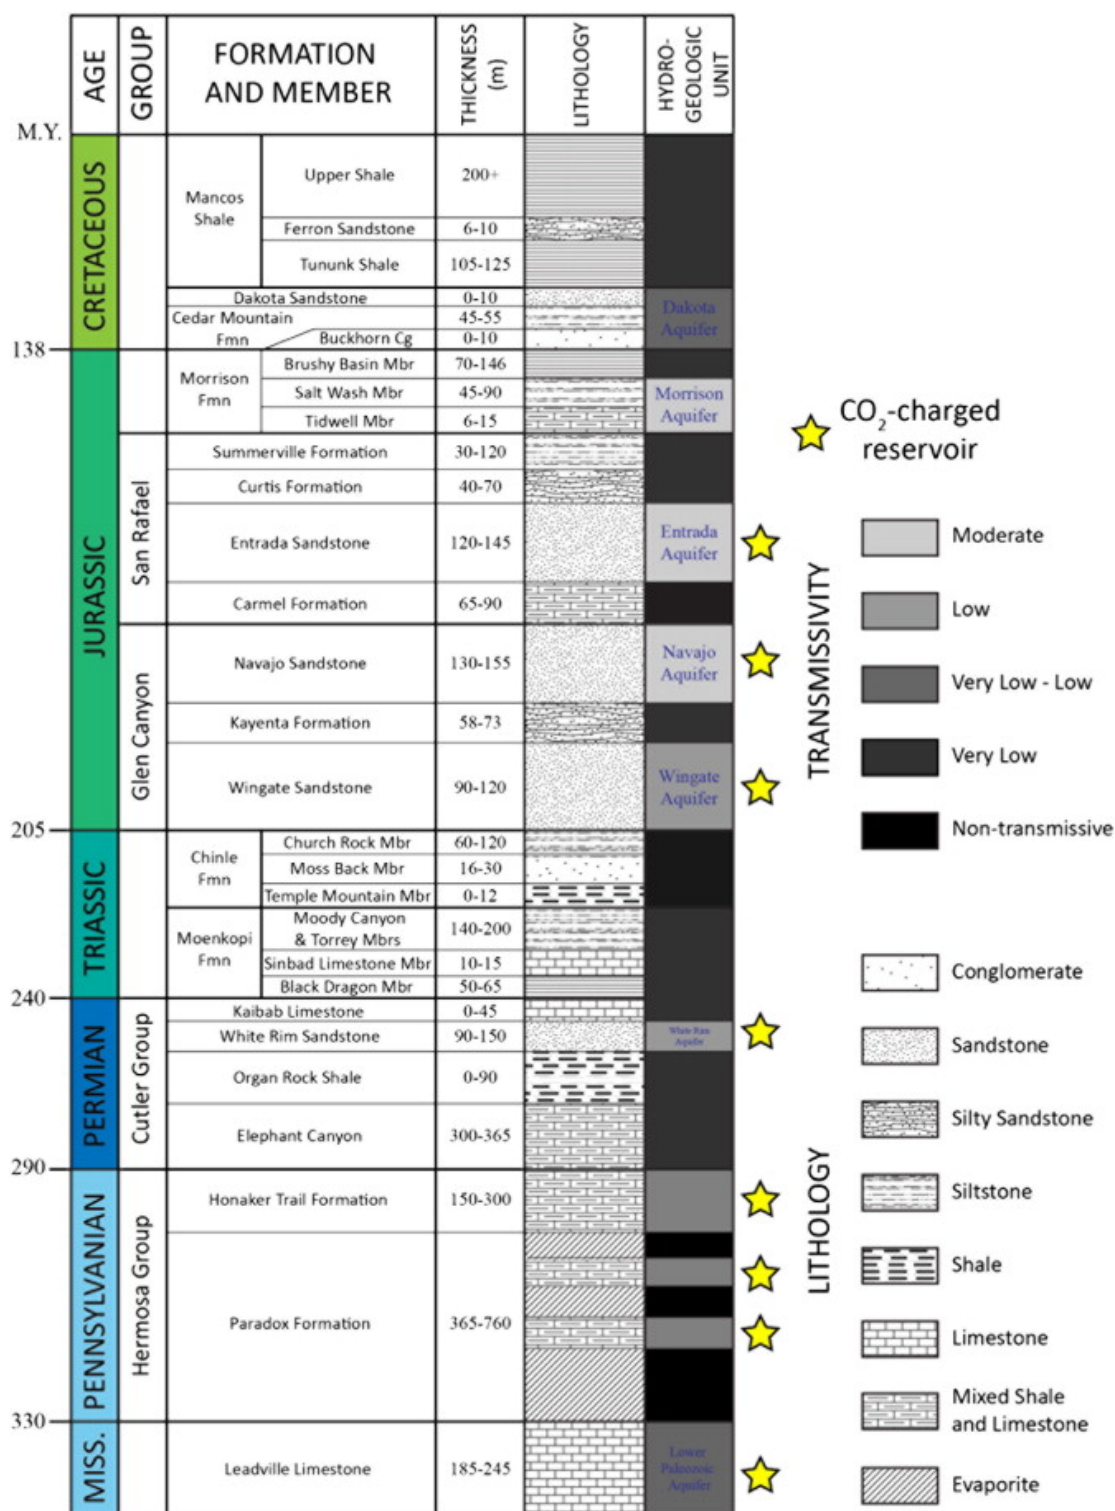 AGE
GROUP
FORMATION
AND MEMBER
THICKNESS
(m)
LITHOLOGY
HYDRO-
GEOLOGIC
UNIT
M.Y.
CRETACEOUS
Mancos
Shale
Upper Shale
200+
Ferron Sandstone
6-10
Tununk Shale
105-125
Dakota Sandstone
0-10
Cedar Mountain
Fmn
45-55
Buckhorn Cg
0-10
Dakota
Aquifer
138
JURASSIC
Morrison
Fmn
Brushy Basin Mbr
70-146
Salt Wash Mbr
45-90
Tidwell Mbr
6-15
Morrison
Aquifer
San Rafael
Summerville Formation
30-120
Curtis Formation
40-70
Entrada Sandstone
120-145
Entrada
Aquifer
Carmel Formation
65-90
Glen Canyon
Navajo Sandstone
130-155
Navajo
Aquifer
Kayenta Formation
58-73
Wingate Sandstone
90-120
Wingate
Aquifer
205
TRIASSIC
Chinle
Fmn
Church Rock Mbr
60-120
Moss Back Mbr
16-30
Temple Mountain Mbr
0-12
Moenkopi
Fmn
Moody Canyon
& Torrey Mbrs
140-200
Sinbad Limestone Mbr
10-15
Black Dragon Mbr
50-65
240
PERMIAN
Cutler Group
Kaibab Limestone
0-45
White Rim Sandstone
90-150
White Rim
Aquifer
Organ Rock Shale
0-90
Elephant Canyon
300-365
290
PENNSYLVANIAN
Hermosa Group
Honaker Trail Formation
150-300
Paradox Formation
365-760
330
MISS.
Leadville Limestone
185-245
Lower
Paleozoic
Aquifer
CO2-charged
reservoir
TRANSMISSIVITY
Moderate
Low
Very Low - Low
Very Low
Non-transmissive
LITHOLOGY
Conglomerate
Sandstone
Silty Sandstone
Siltstone
Shale
Limestone
Mixed Shale
and Limestone
Evaporite